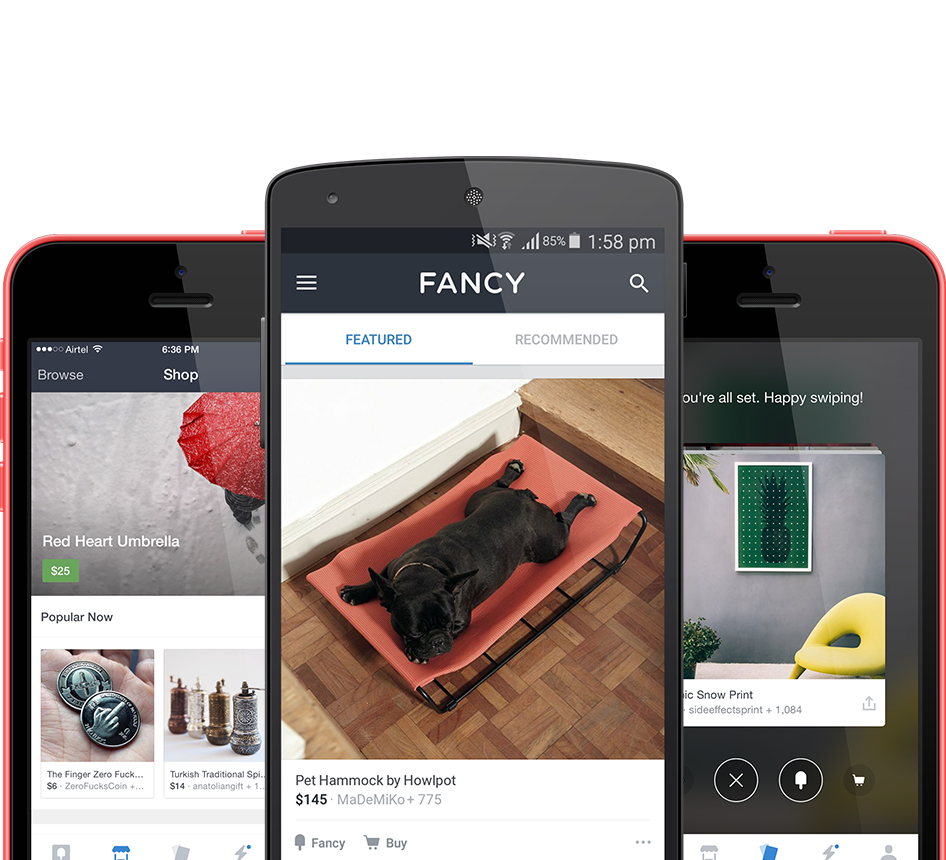 Airtel
6:36 PM
Browse
Shop
Red Heart Umbrella
$25
Popular Now
The Finger Zero Fuck...
$6 · ZeroFucksCoin +...
Turkish Traditional Spi...
$14 · anatoliangift + 1...
85% 1:58 pm
FANCY
FEATURED
RECOMMENDED
Pet Hammock by Howlpot
$145 · MaDeMiKo + 775
Fancy
Buy
ou're all set. Happy swiping!
ic Snow Print
sideeffectsprint + 1,084